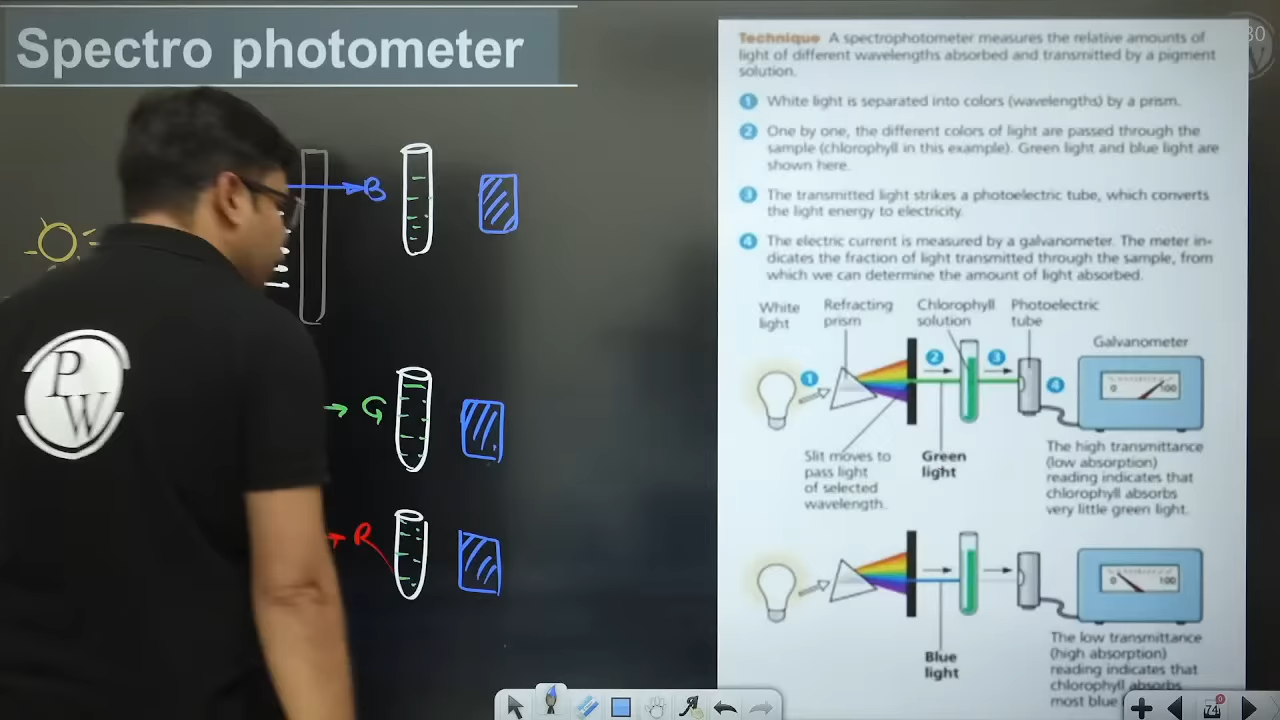 Spectro photometer
30
Technique A spectrophotometer measures the relative amounts of
light of different wavelengths absorbed and transmitted by a pigment
solution.
1 White light is separated into colors (wavelengths) by a prism.
2 One by one, the different colors of light are passed through the
sample (chlorophyll in this example). Green light and blue light are
shown here.
3 The transmitted light strikes a photoelectric tube, which converts
the light energy to electricity.
4 The electric current is measured by a galvanometer. The meter in-
dicates the fraction of light transmitted through the sample, from
which we can determine the amount of light absorbed.
White
light
Refracting
prism
Chlorophyll
solution
Photoelectric
tube
Galvanometer
1
2
3
4
0 100
Slit moves to
pass light
of selected
wavelength.
Green
light
The high transmittance
(low absorption)
reading indicates that
chlorophyll absorbs
very little green light.
0 100
Blue
light
The low transmittance
(high absorption)
reading indicates that
chlorophyll absorbs
most blue
B
G
R
P
W
74
0